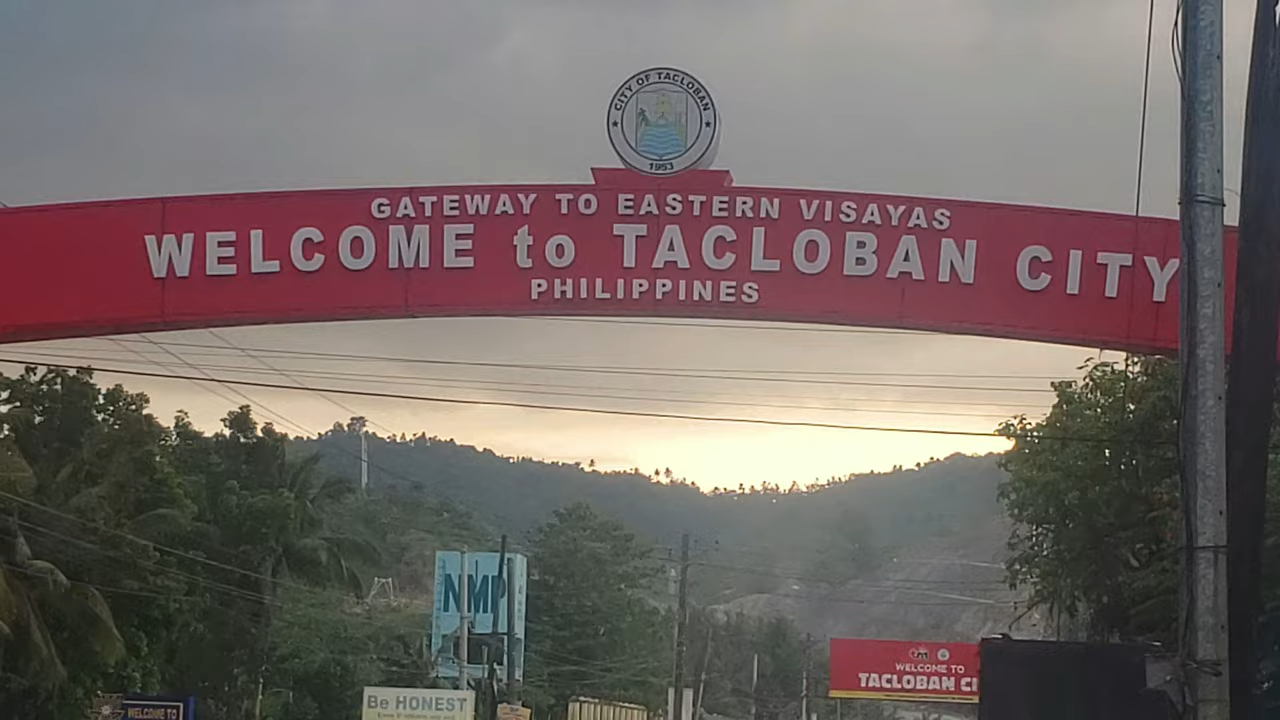 CITY OF TACLOBAN
1953
GATEWAY TO EASTERN VISAYAS
WELCOME to TACLOBAN CITY
PHILIPPINES
NMP
WELCOME TO
TACLOBAN CI
Be HONEST
WELCOME TO